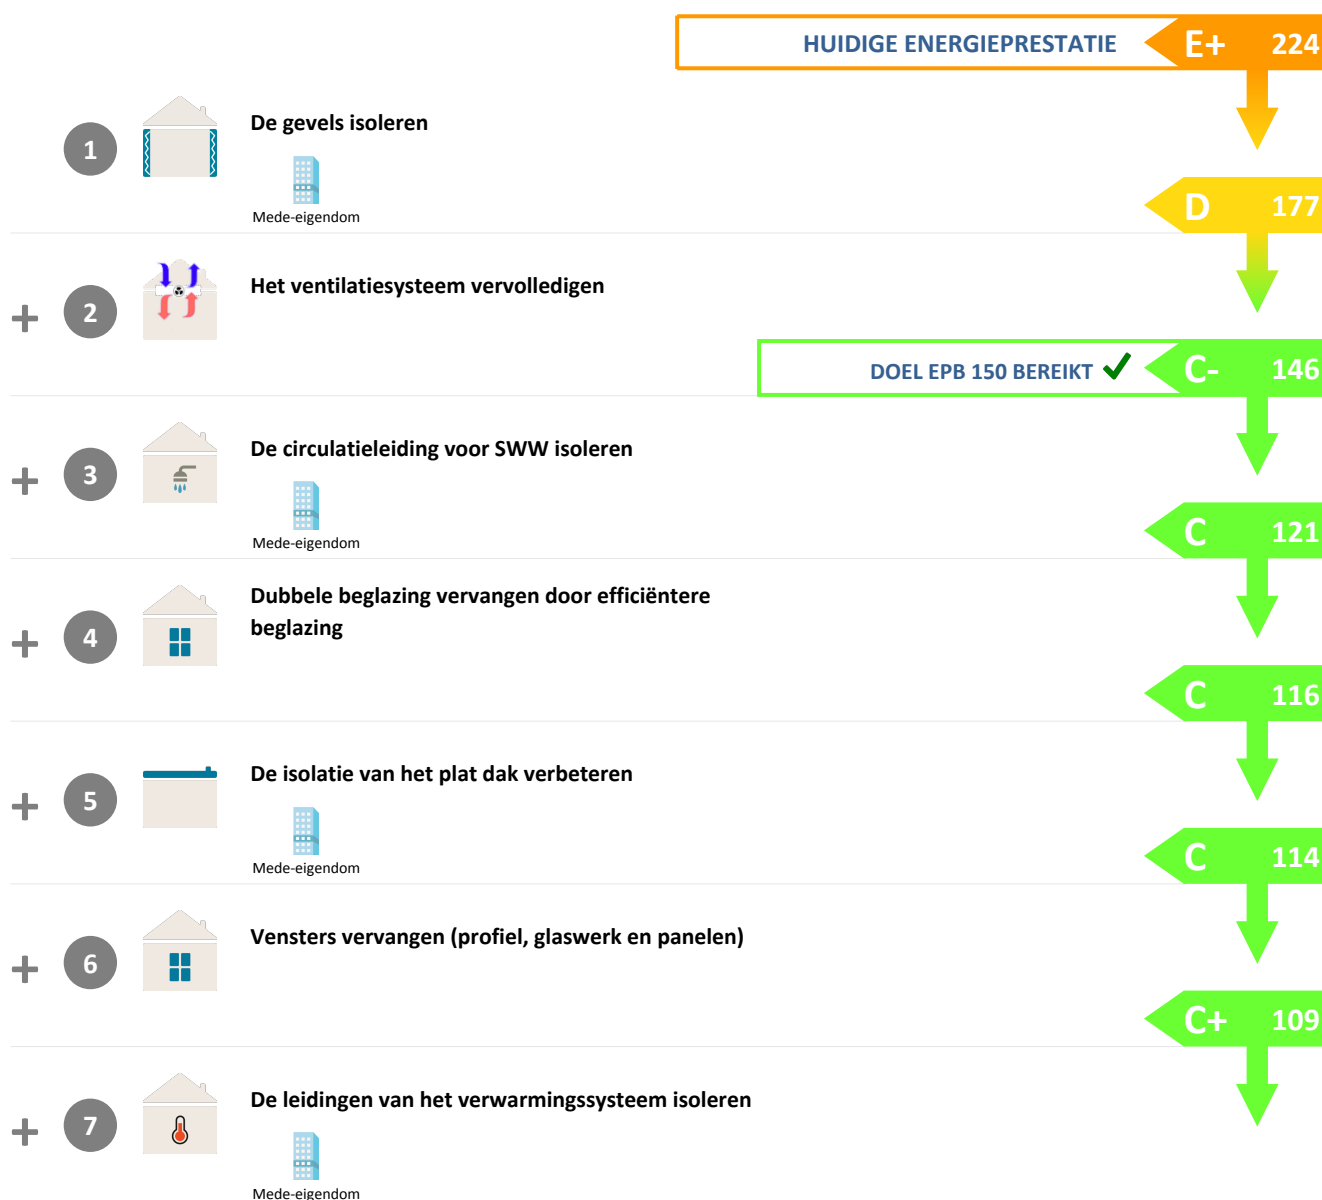 HUIDIGE ENERGIEPRESTATIE E+ 224
1 De gevels isoleren
Mede-eigendom
D 177
+ 2 Het ventilatiesysteem vervolledigen
DOEL EPB 150 BEREIKT ✓ C- 146
+ 3 De circulatieleiding voor SWW isoleren
Mede-eigendom
C 121
+ 4 Dubbele beglazing vervangen door efficiëntere
beglazing
C 116
+ 5 De isolatie van het plat dak verbeteren
Mede-eigendom
C 114
+ 6 Vensters vervangen (profiel, glaswerk en panelen)
C+ 109
+ 7 De leidingen van het verwarmingssysteem isoleren
Mede-eigendom